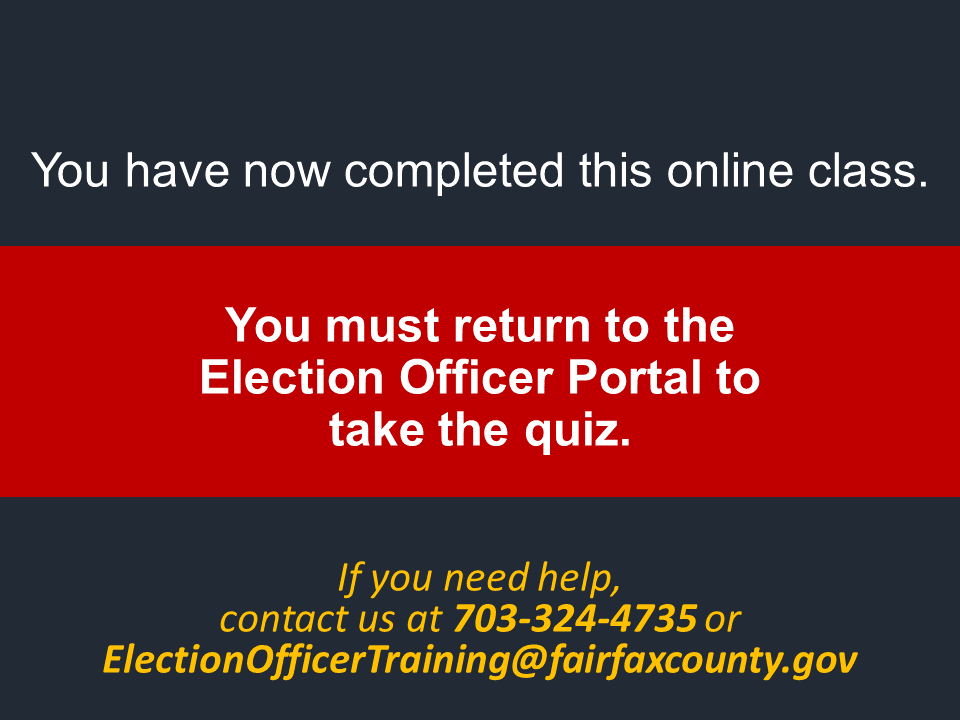 You have now completed this online class.
You must return to the
Election Officer Portal to
take the quiz.
If you need help,
contact us at 703-324-4735 or
ElectionOfficerTraining@fairfaxcounty.gov